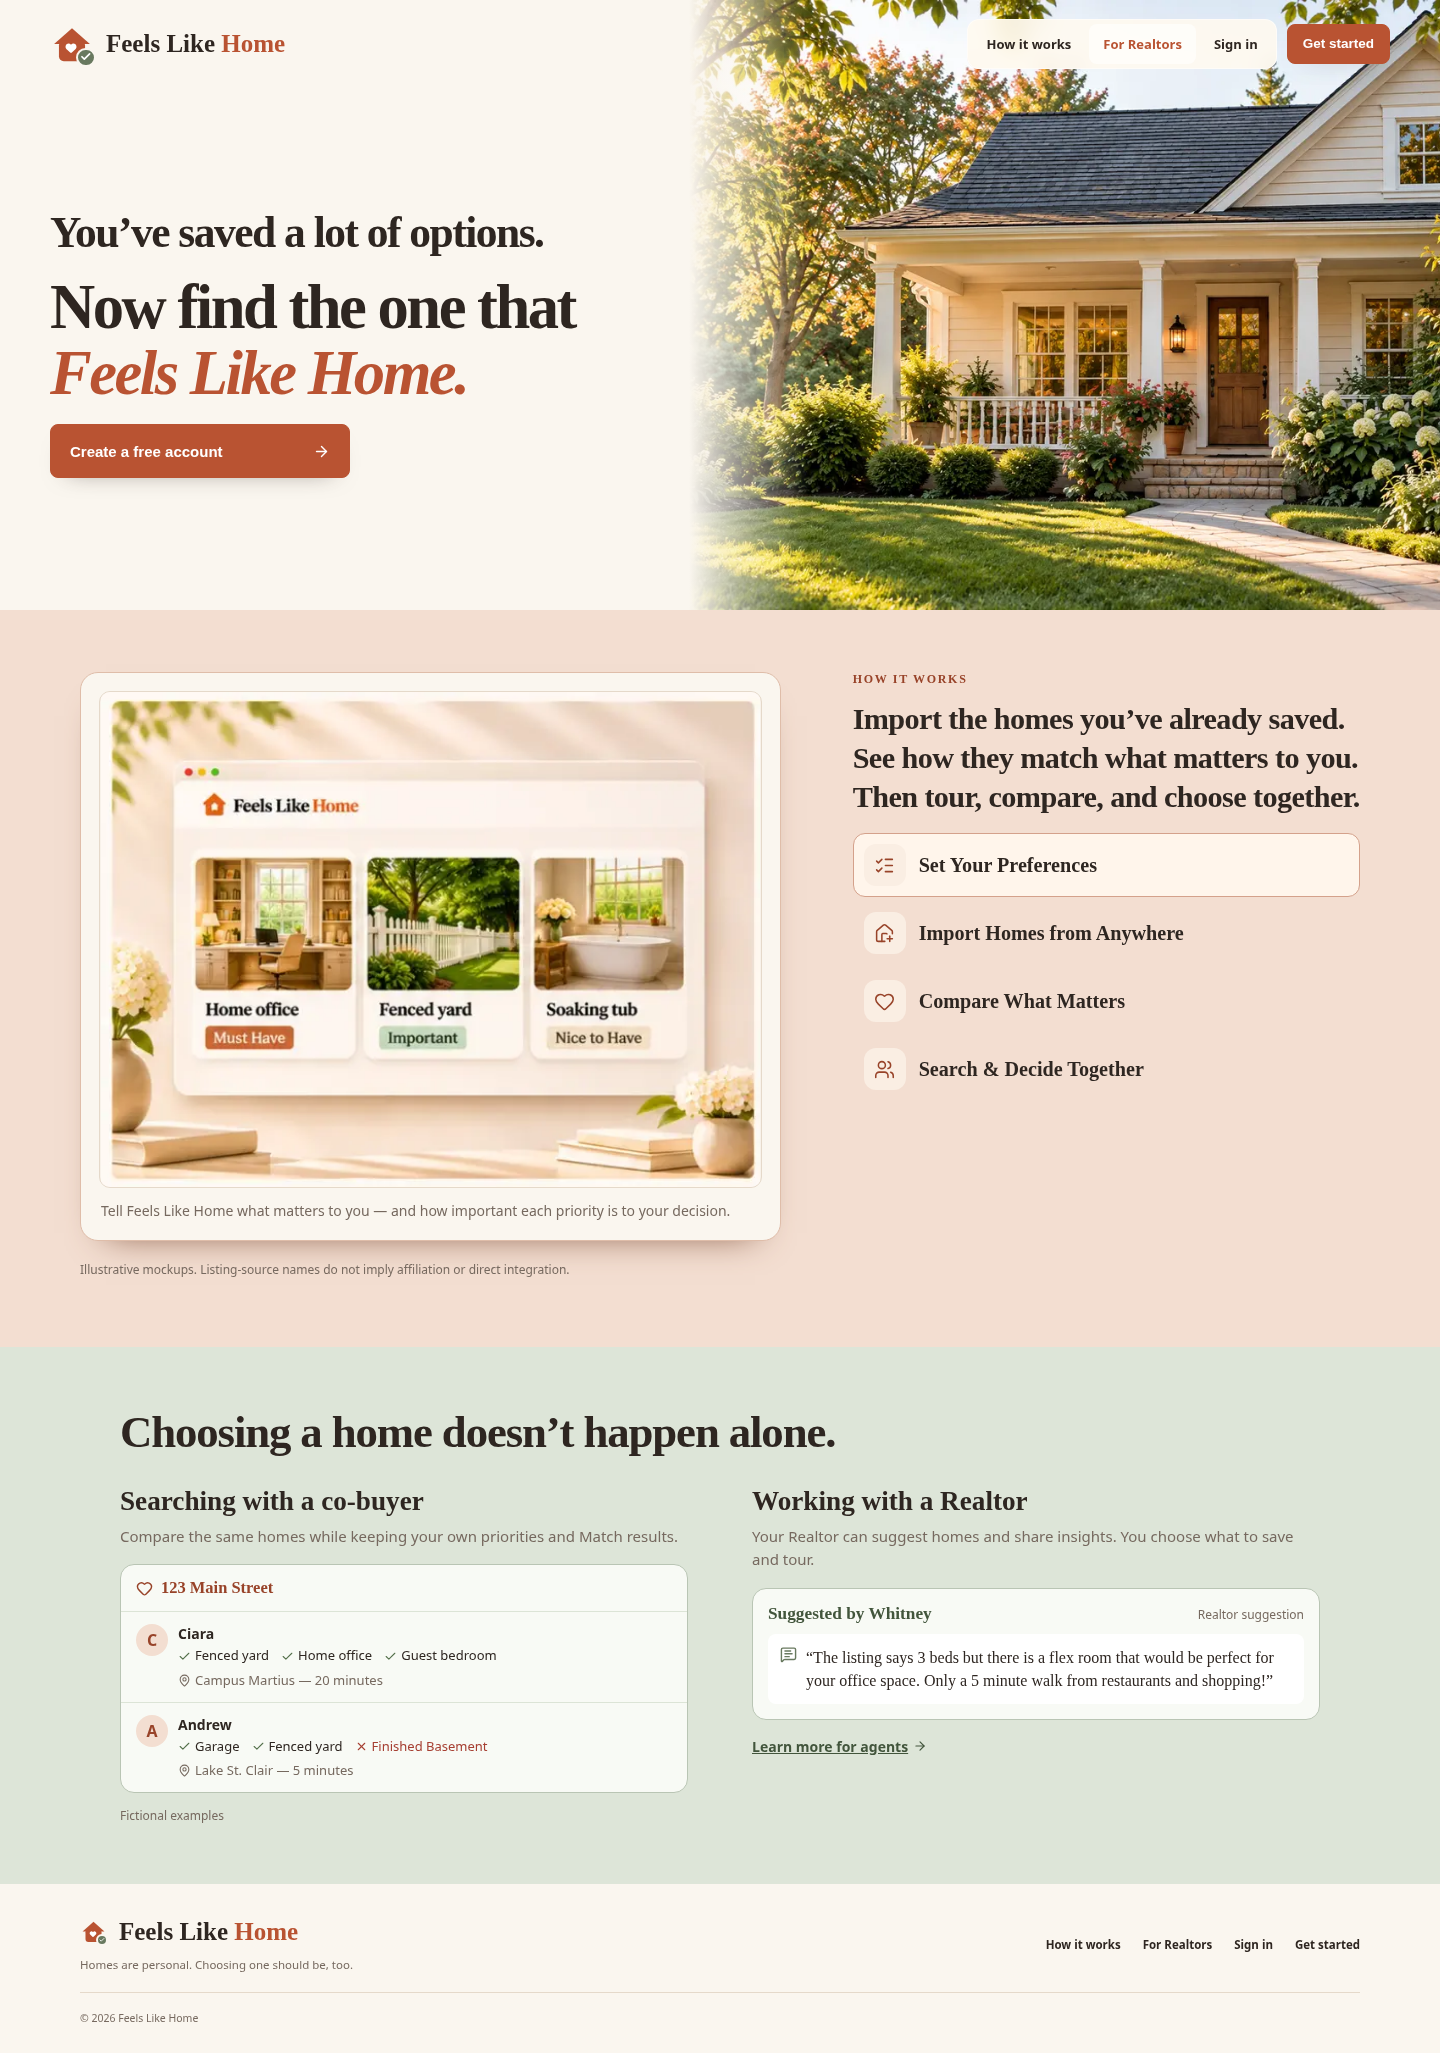 Feels Like Home
How it works
For Realtors
Sign in
Get started
You’ve saved a lot of options.
Now find the one that
Feels Like Home.
Create a free account
Feels Like Home
Home office
Must Have
Fenced yard
Important
Soaking tub
Nice to Have
Tell Feels Like Home what matters to you — and how important each priority is to your decision.
Illustrative mockups. Listing-source names do not imply affiliation or direct integration.
HOW IT WORKS
Import the homes you’ve already saved.
See how they match what matters to you.
Then tour, compare, and choose together.
Set Your Preferences
Import Homes from Anywhere
Compare What Matters
Search & Decide Together
Choosing a home doesn’t happen alone.
Searching with a co-buyer
Compare the same homes while keeping your own priorities and Match results.
123 Main Street
C
Ciara
Fenced yard
Home office
Guest bedroom
Campus Martius — 20 minutes
A
Andrew
Garage
Fenced yard
Finished Basement
Lake St. Clair — 5 minutes
Fictional examples
Working with a Realtor
Your Realtor can suggest homes and share insights. You choose what to save
and tour.
Suggested by Whitney
Realtor suggestion
“The listing says 3 beds but there is a flex room that would be perfect for
your office space. Only a 5 minute walk from restaurants and shopping!”
Learn more for agents
Feels Like Home
Homes are personal. Choosing one should be, too.
How it works
For Realtors
Sign in
Get started
© 2026 Feels Like Home